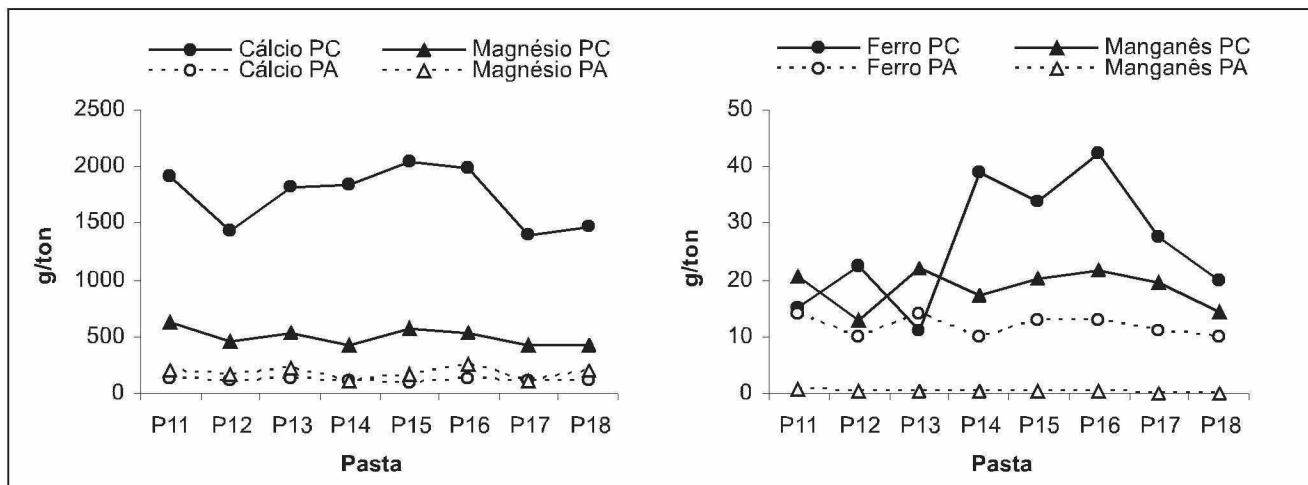 Cálcio PC Magnésio PC
Cálcio PA Magnésio PA
2500
2000
1500
1000
500
0
g/ton
P11 P12 P13 P14 P15 P16 P17 P18
Pasta
Ferro PC Manganês PC
Ferro PA Manganês PA
50
40
30
20
10
0
g/ton
P11 P12 P13 P14 P15 P16 P17 P18
Pasta